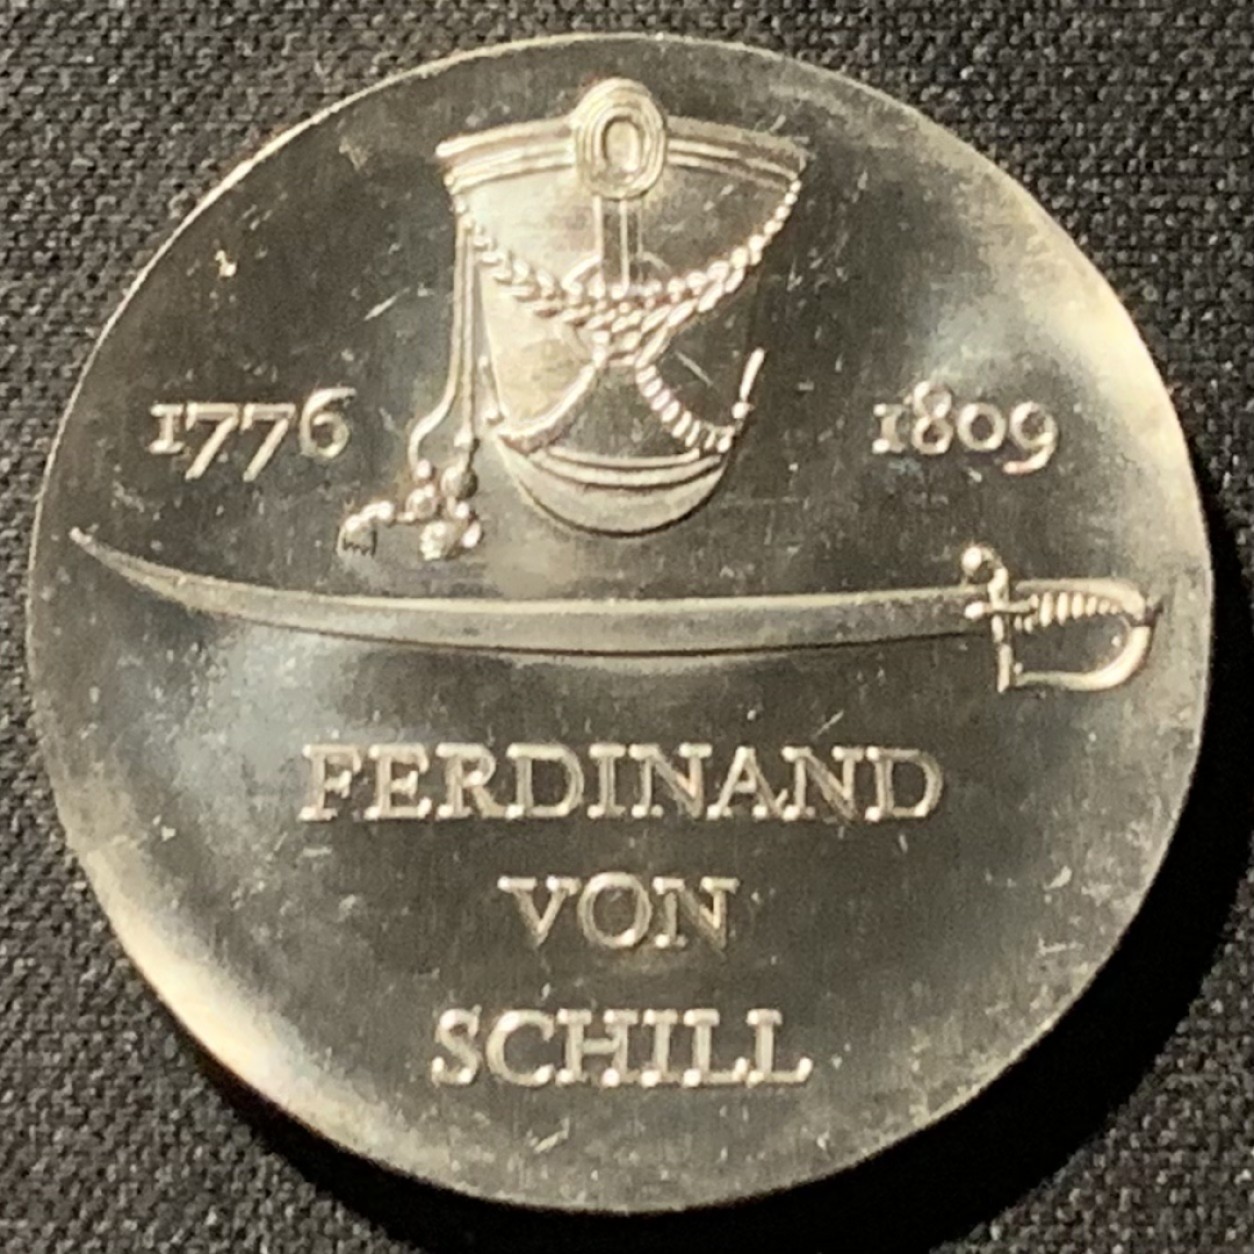 1776 1809
FERDINAND
VON
SCHILL